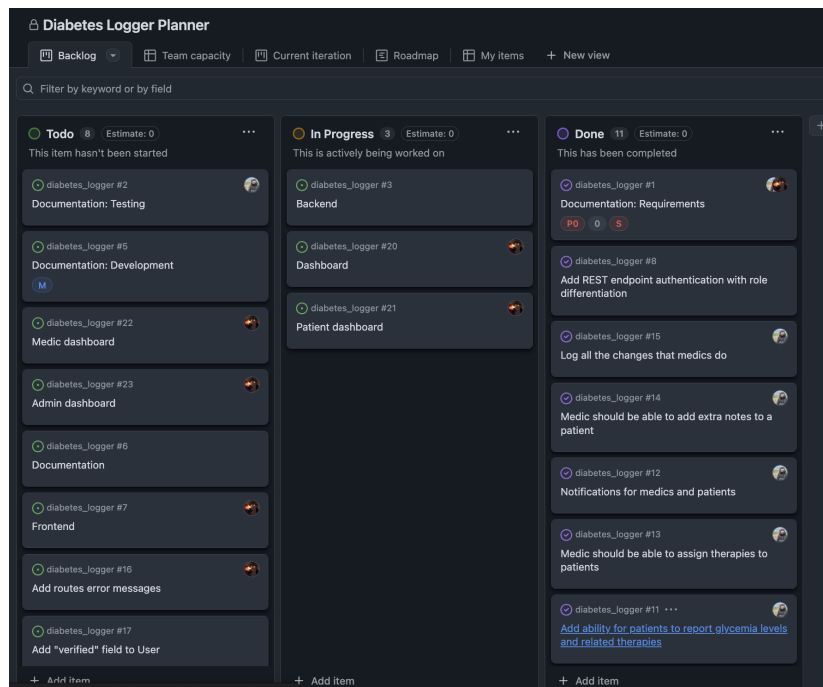 Diabetes Logger Planner
Backlog
Team capacity
Current iteration
Roadmap
My items
+ New view
Filter by keyword or by field
Todo 8 Estimate: 0 ...
This item hasn't been started
diabetes_logger #2
Documentation: Testing
diabetes_logger #5
Documentation: Development
M
diabetes_logger #22
Medic dashboard
diabetes_logger #23
Admin dashboard
diabetes_logger #6
Documentation
diabetes_logger #7
Frontend
diabetes_logger #16
Add routes error messages
diabetes_logger #17
Add "verified" field to User
+ Add item
In Progress 3 Estimate: 0 ...
This is actively being worked on
diabetes_logger #3
Backend
diabetes_logger #20
Dashboard
diabetes_logger #21
Patient dashboard
+ Add item
Done 11 Estimate: 0 ...
This has been completed
diabetes_logger #1
Documentation: Requirements
P0 0 S
diabetes_logger #8
Add REST endpoint authentication with role
differentiation
diabetes_logger #15
Log all the changes that medics do
diabetes_logger #14
Medic should be able to add extra notes to a
patient
diabetes_logger #12
Notifications for medics and patients
diabetes_logger #13
Medic should be able to assign therapies to
patients
diabetes_logger #11 ...
Add ability for patients to report glycemia levels
and related therapies
+ Add item
+